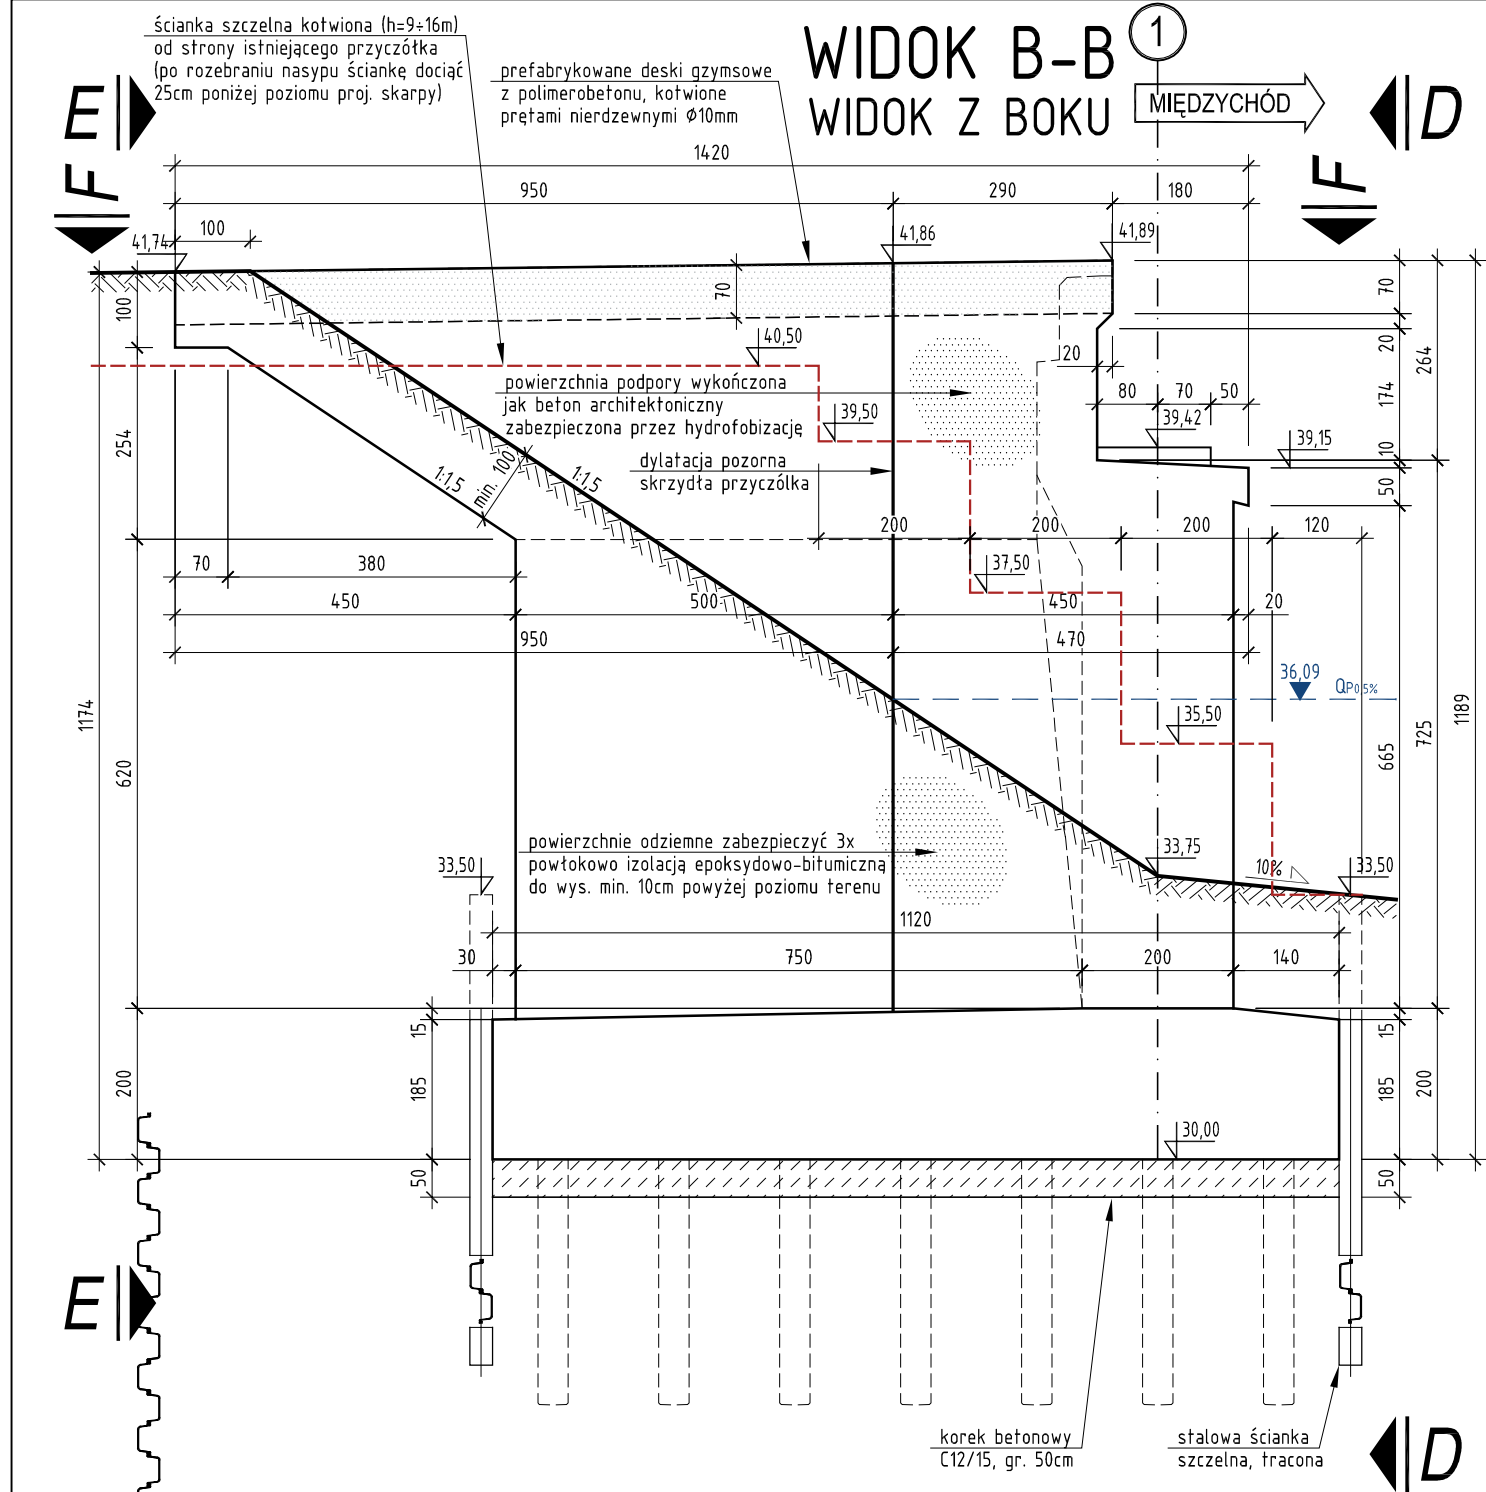 ścianka szczelna kotwiona (h=9÷16m)
od strony istniejącego przyczółka
(po rozebraniu nasypu ściankę dociąć
25cm poniżej poziomu proj. skarpy)
prefabrykowane deski gzymsowe
z polimerobetonu, kotwione
prętami nierdzewnymi Φ10mm
WIDOK B-B
WIDOK Z BOKU
1
MIĘDZYCHÓD
E
D
F
F
1420
950
290
180
100
41,74
41,86
41,89
70
70
100
40,50
20
20
264
powierzchnia podpory wykończona
jak beton architektoniczny
zabezpieczona przez hydrofobizację
80
70
50
174
39,50
39,42
39,15
254
1:1,5
min. 100
1:1,5
dylatacja pozorna
skrzydła przyczółka
10
50
200
200
200
120
70
380
37,50
450
500
450
20
950
470
36,09
QP0,5%
1174
35,50
665
725
1189
620
powierzchnie odziemne zabezpieczyć 3x
powłokowo izolacją epoksydowo-bitumiczną
do wys. min. 10cm powyżej poziomu terenu
33,50
33,75
10%
33,50
1120
30
750
200
140
15
15
200
185
185
200
30,00
50
50
E
korek betonowy
C12/15, gr. 50cm
stalowa ścianka
szczelna, tracona
D